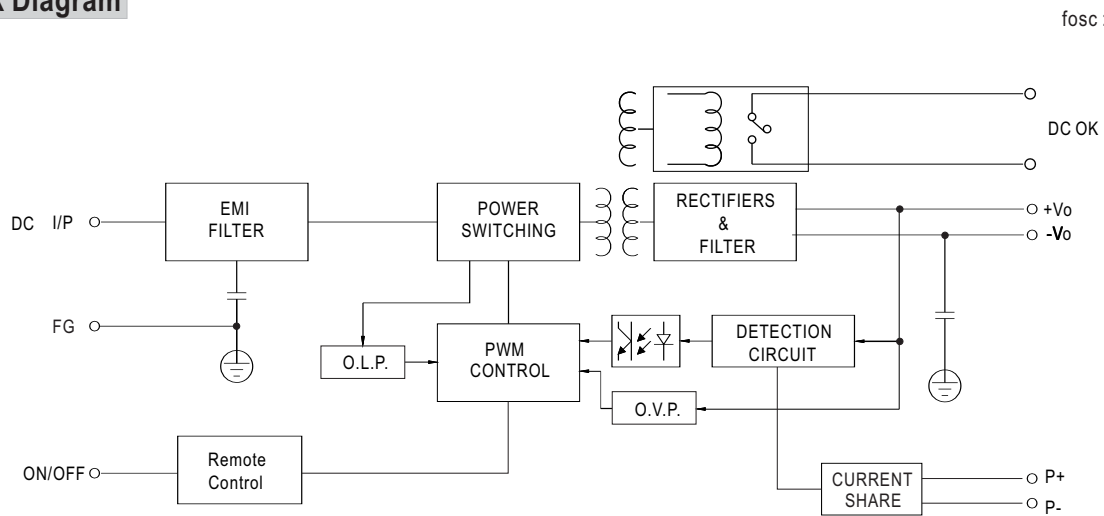 Diagram
fosc :
DC OK
DC I/P
EMI
FILTER
POWER
SWITCHING
RECTIFIERS
&
FILTER
+Vo
-Vo
FG
O.L.P.
PWM
CONTROL
DETECTION
CIRCUIT
O.V.P.
ON/OFF
Remote
Control
CURRENT
SHARE
P+
P-